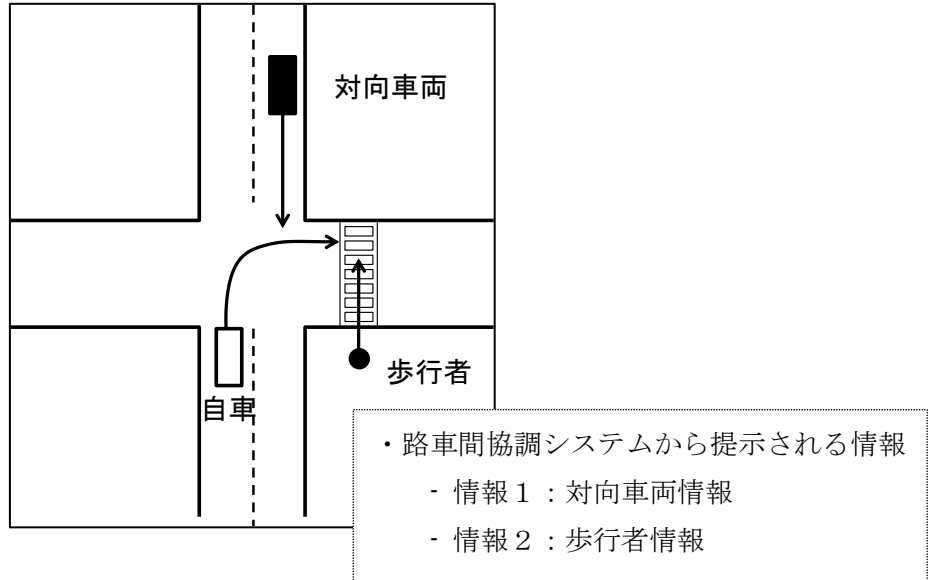 対向車両
歩行者
自車
・路車間協調システムから提示される情報
- 情報１：対向車両情報
- 情報２：歩行者情報